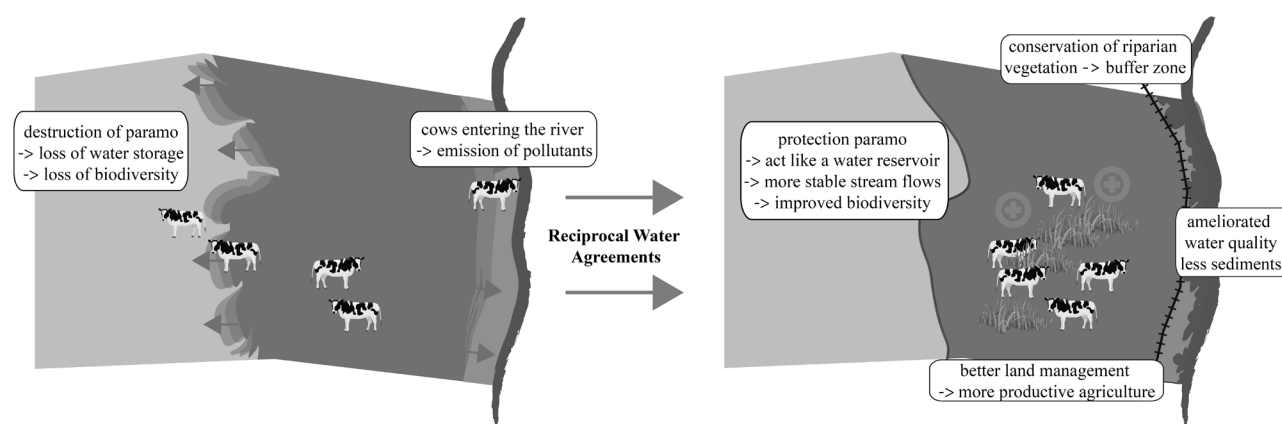 destruction of paramo
-> loss of water storage
-> loss of biodiversity
cows entering the river
-> emission of pollutants
Reciprocal Water
Agreements
conservation of riparian
vegetation -> buffer zone
protection paramo
-> act like a water reservoir
-> more stable stream flows
-> improved biodiversity
ameliorated
water quality
less sediments
better land management
-> more productive agriculture